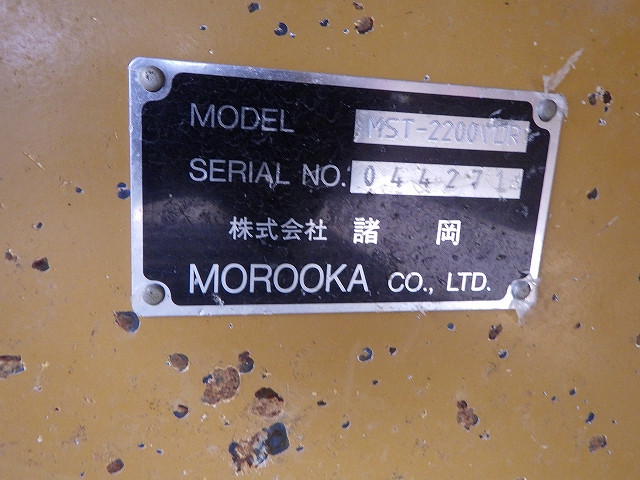 MODEL MST-2200VDR
SERIAL NO. 044271
株式会社 諸岡
MOROOKA CO., LTD.